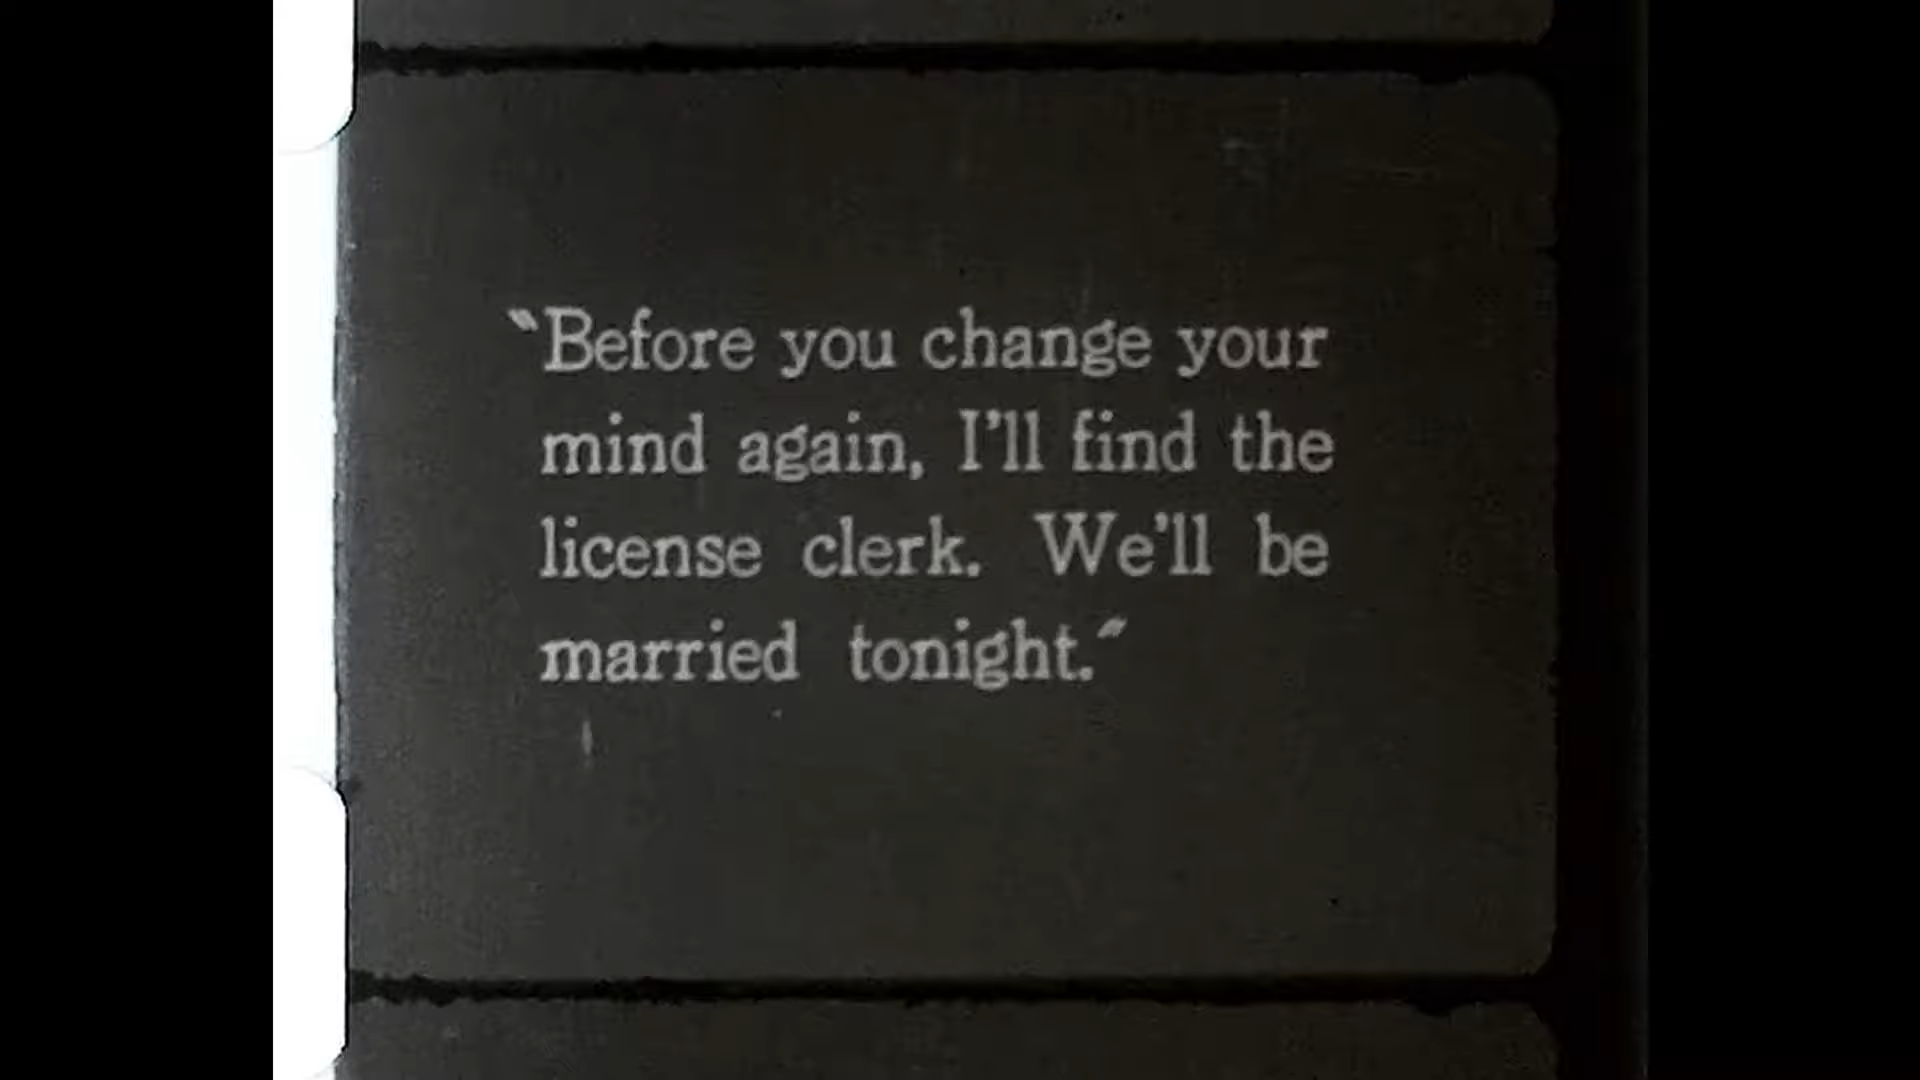 “Before you change your
mind again, I'll find the
license clerk. We'll be
married tonight.”